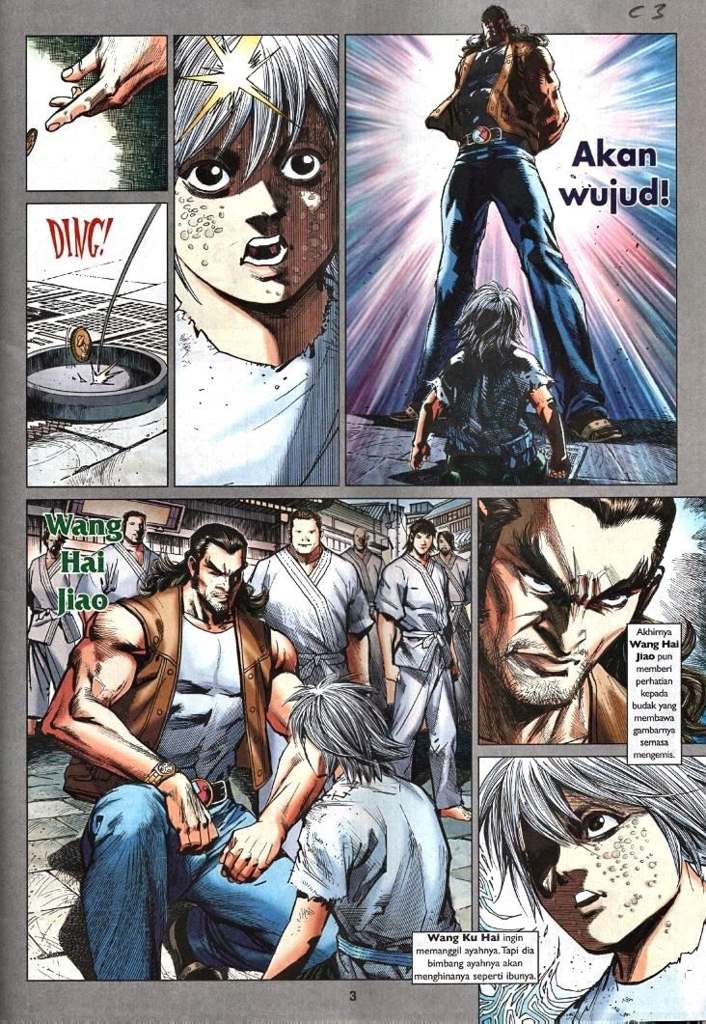 C 3
Akan
wujud!
DING!
Wang
Hai
Jiao
Akhirnya
Wang Hai
Jiao pun
memberi
perhatian
kepada
budak yang
membawa
gambarnya
semasa
mengemis.
Wang Ku Hai ingin
memanggil ayahnya. Tapi dia
bimbang ayahnya akan
menghinanya seperti ibunya.
3